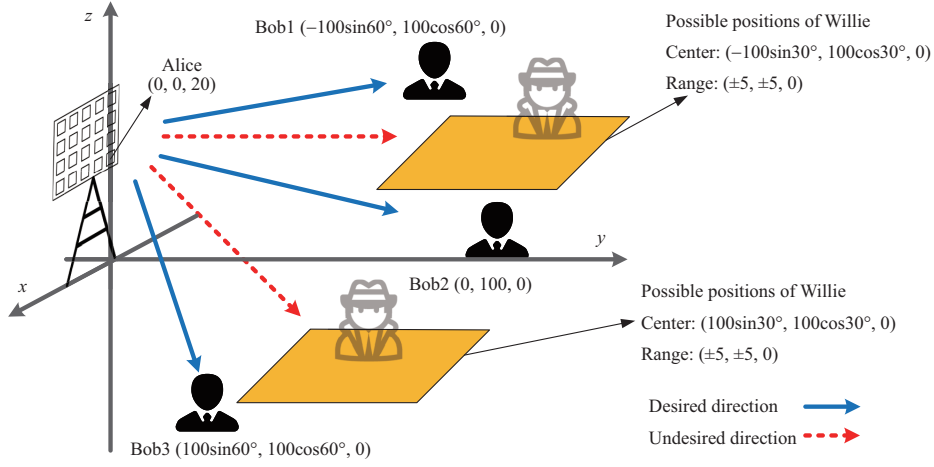 z
Bob1 (−100sin60°, 100cos60°, 0)
Possible positions of Willie
Center: (−100sin30°, 100cos30°, 0)
Range: (±5, ±5, 0)
Alice
(0, 0, 20)
y
x
Bob2 (0, 100, 0)
Possible positions of Willie
Center: (100sin30°, 100cos30°, 0)
Range: (±5, ±5, 0)
Bob3 (100sin60°, 100cos60°, 0)
Desired direction
Undesired direction